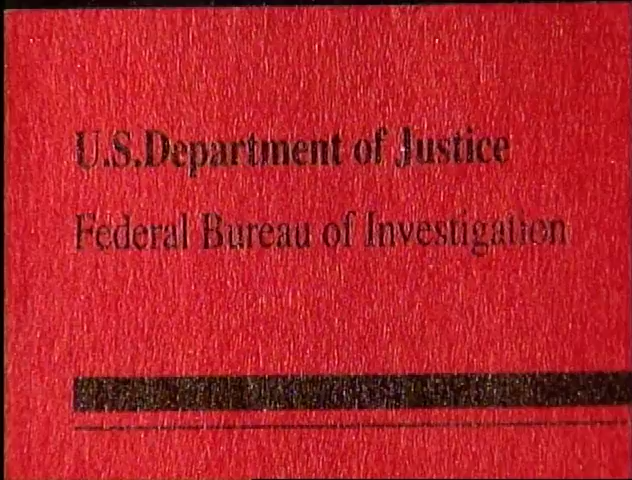 U.S.Department of Justice
Federal Bureau of Investigation